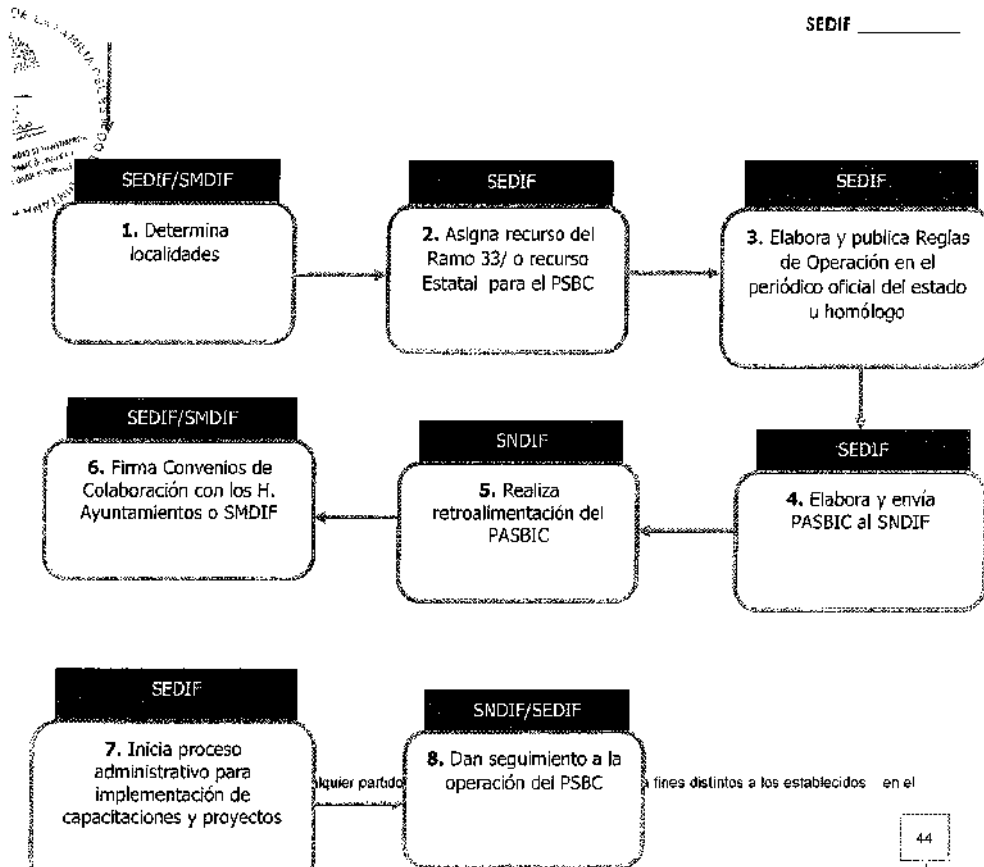 SEDIF
SEDIF/SMDIF
1. Determina
localidades
SEDIF
2. Asigna recurso del
Ramo 33/ o recurso
Estatal para el PSBC
SEDIF
3. Elabora y publica Reglas
de Operación en el
periódico oficial del estado
u homólogo
SEDIF
4. Elabora y envía
PASBIC al SNDIF
SNDIF
5. Realiza
retroalimentación del
PASBIC
SEDIF/SMDIF
6. Firma Convenios de
Colaboración con los H.
Ayuntamientos o SMDIF
SEDIF
7. Inicia proceso
administrativo para
implementación de
capacitaciones y proyectos
SNDIF/SEDIF
8. Dan seguimiento a la
operación del PSBC
partido fines distintos a los establecidos en el
44